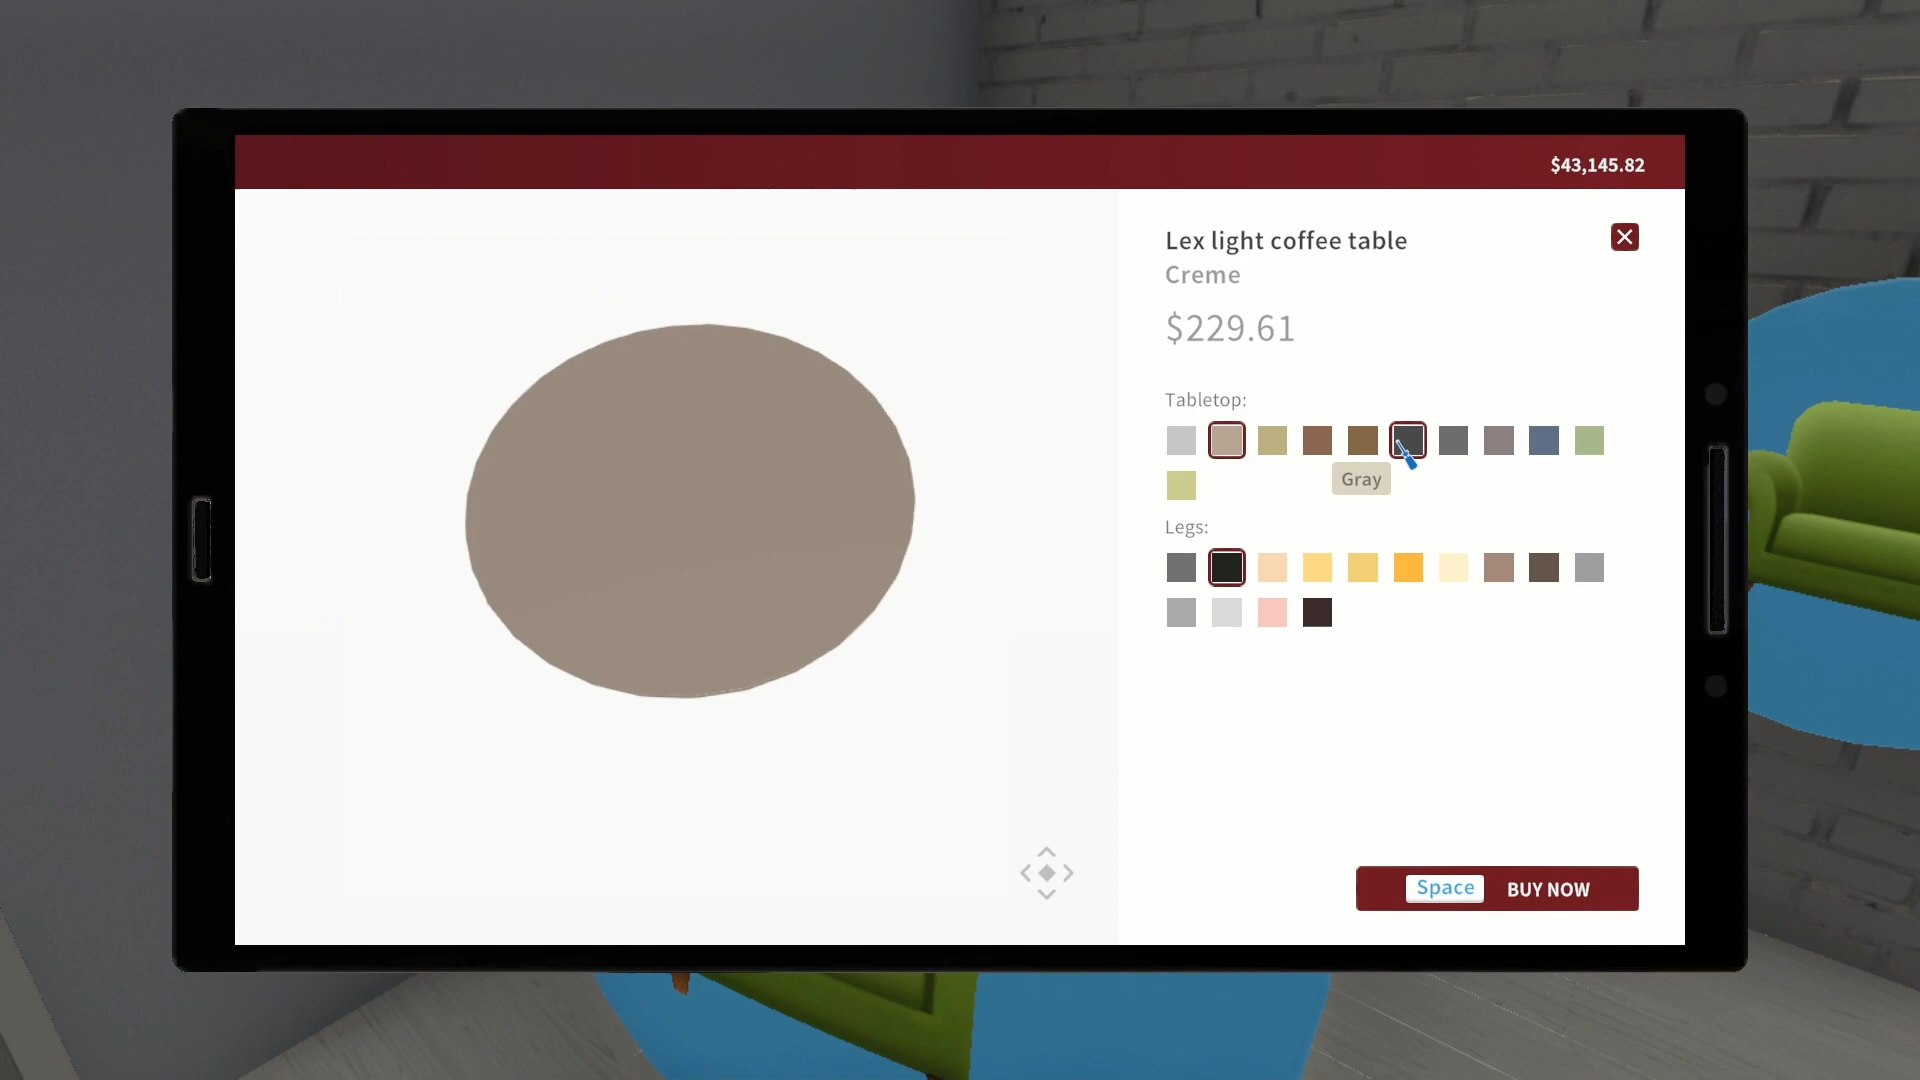 $43,145.82
Lex light coffee table
Creme
$229.61
Tabletop:
Gray
Legs:
Space BUY NOW